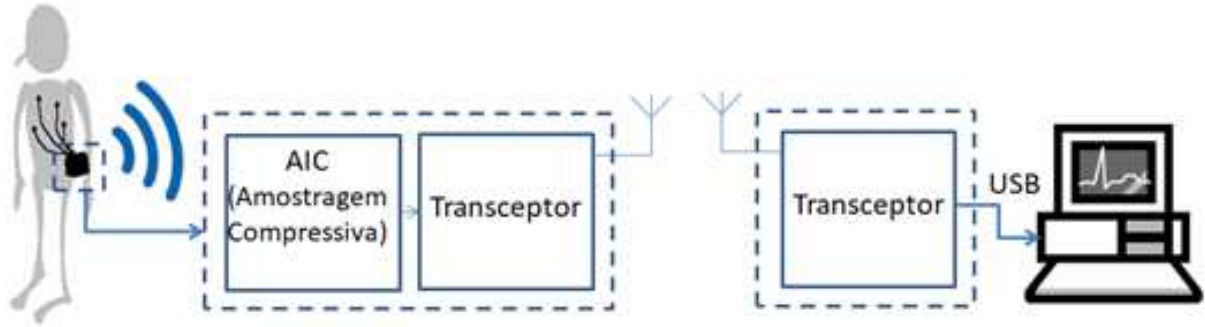 AIC
(Amostragem
Compressiva)
Transceptor
Transceptor
USB